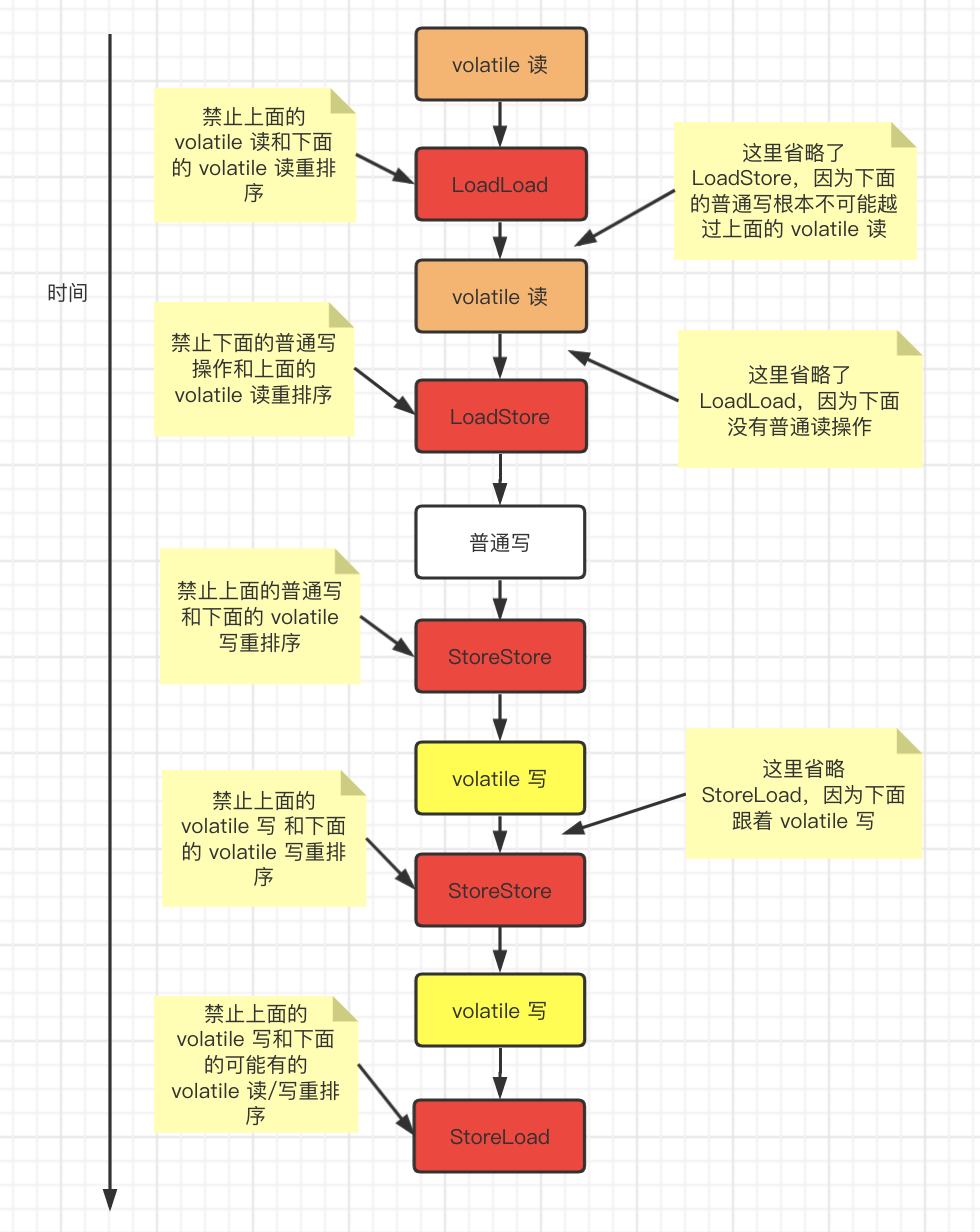 volatile 读
禁止上面的
volatile 读和下面
的 volatile 读重排
序
LoadLoad
这里省略了
LoadStore，因为下面
的普通写根本不可能越
过上面的 volatile 读
时间
volatile 读
禁止下面的普通写
操作和上面的
volatile 读重排序
LoadStore
这里省略了
LoadLoad，因为下面
没有普通读操作
普通写
禁止上面的普通写
和下面的 volatile
写重排序
StoreStore
volatile 写
这里省略
StoreLoad，因为下面
跟着 volatile 写
禁止上面的
volatile 写 和下面
的 volatile 写重排
序
StoreStore
volatile 写
禁止上面的
volatile 写和下面
的可能有的
volatile 读/写重排
序
StoreLoad